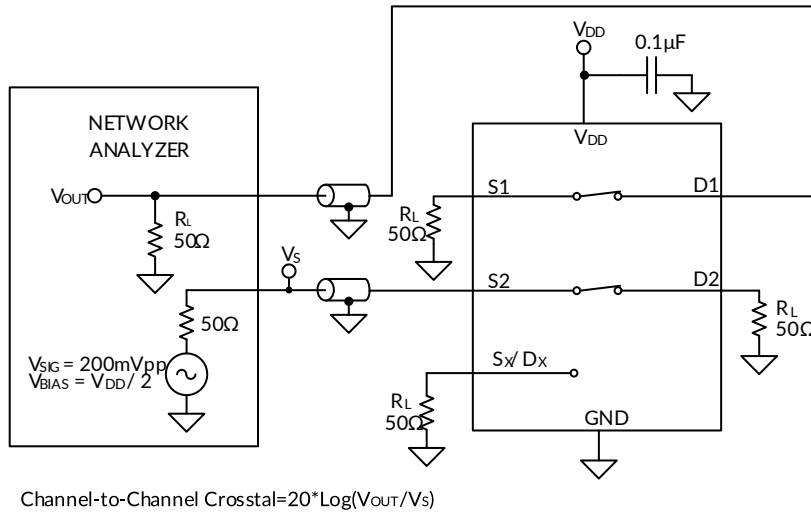 VDD
0.1µF
NETWORK
ANALYZER
VDD
VOUT
S1
D1
RL
50Ω
RL
50Ω
VS
S2
D2
50Ω
RL
50Ω
VSIG = 200mVpp
VBIAS = VDD / 2
SX/ DX
RL
50Ω
GND
Channel-to-Channel Crosstal=20*Log(VOUT/VS)